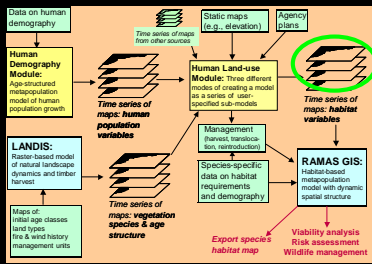 Data on human
demography
Human
Demography
Module:
Age-structured
metapopulation
model of human
population growth
Time series of
maps: human
population
variables
Time series of maps
from other sources
Static maps
(e.g., elevation)
Agency
plans
Human Land-use
Module: Three different
modes of creating a model
as a series of user-
specified sub-models
Time series of
maps: habitat
variables
LANDIS:
Raster-based model
of natural landscape
dynamics and timber
harvest
Maps of:
initial age classes
land types
fire & wind history
management units
Time series of
maps: vegetation
species & age
structure
Management
(harvest, transloca-
tion, reintroduction)
Species-specific
data on habitat
requirements
and demography
RAMAS GIS:
Habitat-based
metapopulation
model with dynamic
spatial structure
Export species
habitat map
Viability analysis
Risk assessment
Wildlife management